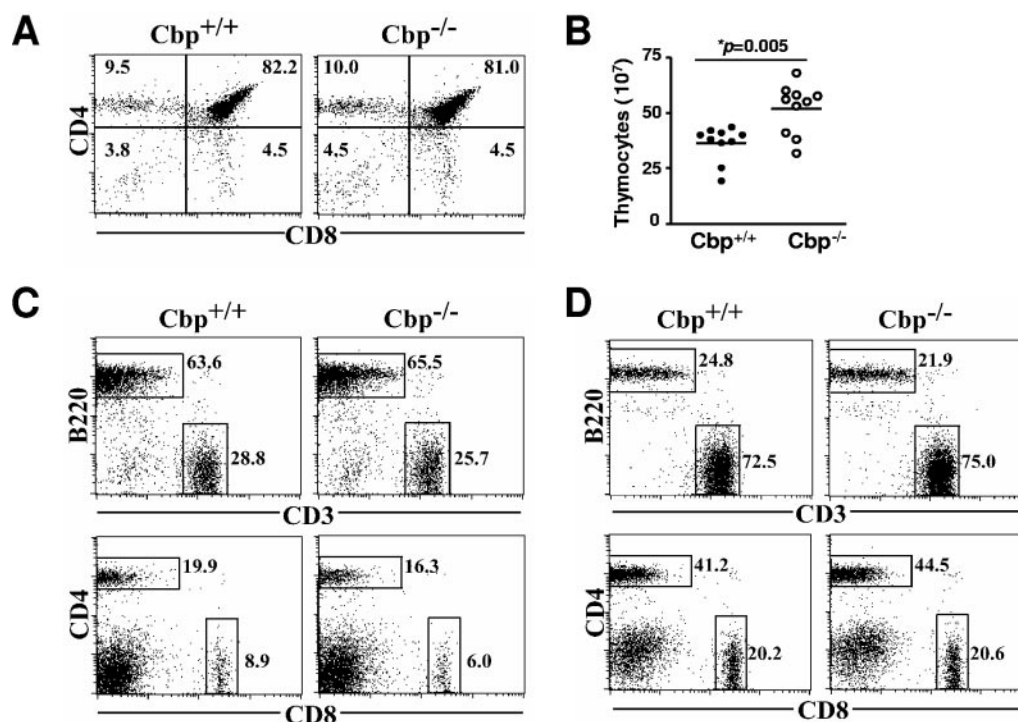 A
Cbp+/+ Cbp-/-
9.5 82.2 10.0 81.0
CD4
3.8 4.5 4.5 4.5
CD8
B
*p=0.005
Thymocytes (10^7)
75
50
25
0
Cbp+/+ Cbp-/-
C
Cbp+/+ Cbp-/-
63.6 65.5
B220
28.8 25.7
CD3
19.9 16.3
CD4
8.9 6.0
CD8
D
Cbp+/+ Cbp-/-
24.8 21.9
B220
72.5 75.0
CD3
41.2 44.5
CD4
20.2 20.6
CD8